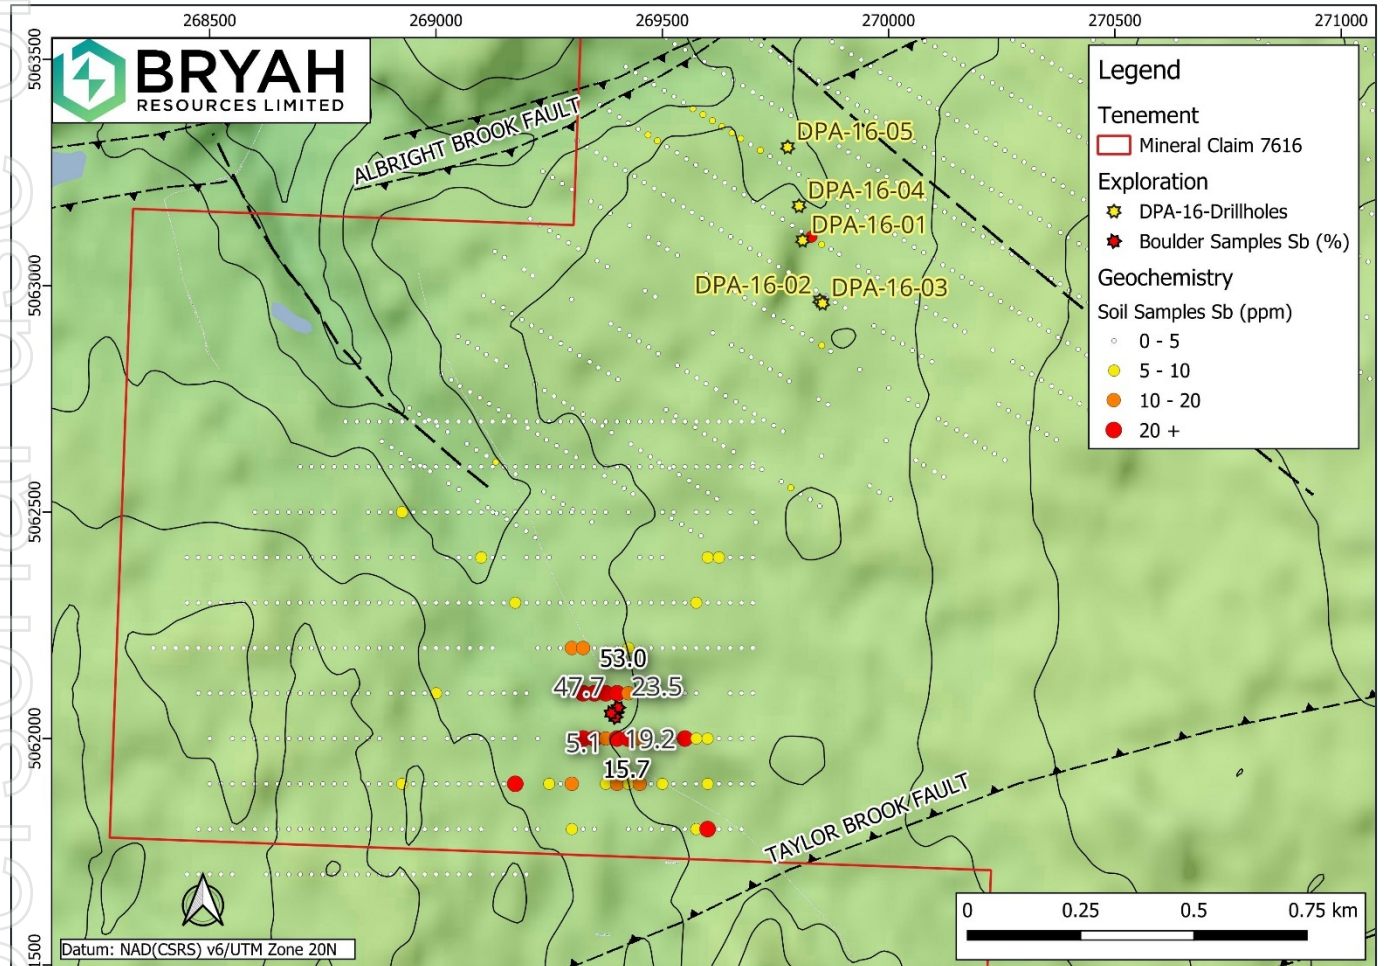 268500 269000 269500 270000 270500 271000
5063500
5063000
5062500
5062000
BRYAH
RESOURCES LIMITED
ALBRIGHT BROOK FAULT
DPA-16-05
DPA-16-04
DPA-16-01
DPA-16-02 DPA-16-03
Legend
Tenement
Mineral Claim 7616
Exploration
DPA-16-Drillholes
Boulder Samples Sb (%)
Geochemistry
Soil Samples Sb (ppm)
0 - 5
5 - 10
10 - 20
20 +
53.0
47.7 23.5
5.1 19.2
15.7
TAYLOR BROOK FAULT
0 0.25 0.5 0.75 km
Datum: NAD(CSRS) v6/UTM Zone 20N